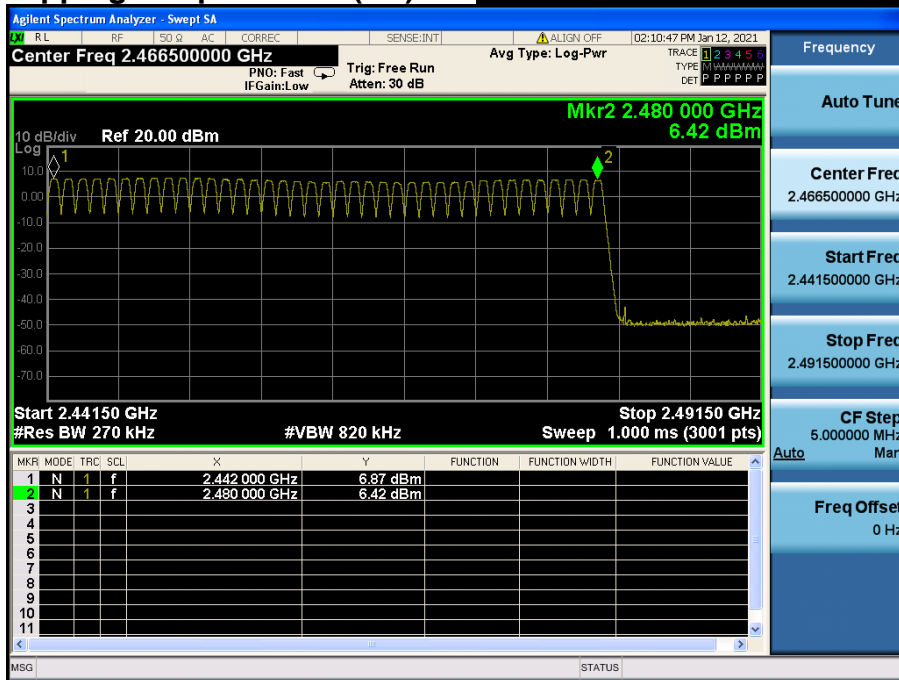 Agilent Spectrum Analyzer - Swept SA
LXI RL RF 50 Ω AC CORREC SENSE:INT ALIGN OFF 02:10:47 PM Jan 12, 2021
Center Freq 2.466500000 GHz
PNO: Fast
IFGain:Low
Trig: Free Run
Atten: 30 dB
Avg Type: Log-Pwr
TRACE 1 2 3 4 5 6
TYPE M
DET P P P P P P
Mkr2 2.480 000 GHz
6.42 dBm
10 dB/div Ref 20.00 dBm
Log
1
2
10.0
0.00
-10.0
-20.0
-30.0
-40.0
-50.0
-60.0
-70.0
Start 2.44150 GHz Stop 2.49150 GHz
#Res BW 270 kHz #VBW 820 kHz Sweep 1.000 ms (3001 pts)
MKR MODE TRC SCL X Y FUNCTION FUNCTION WIDTH FUNCTION VALUE
1 N 1 f 2.442 000 GHz 6.87 dBm
2 N 1 f 2.480 000 GHz 6.42 dBm
3
4
5
6
7
8
9
10
11
MSG STATUS
Frequency
Auto Tune
Center Freq
2.466500000 GHz
Start Freq
2.441500000 GHz
Stop Freq
2.491500000 GHz
CF Step
5.000000 MHz
Auto Man
Freq Offset
0 Hz